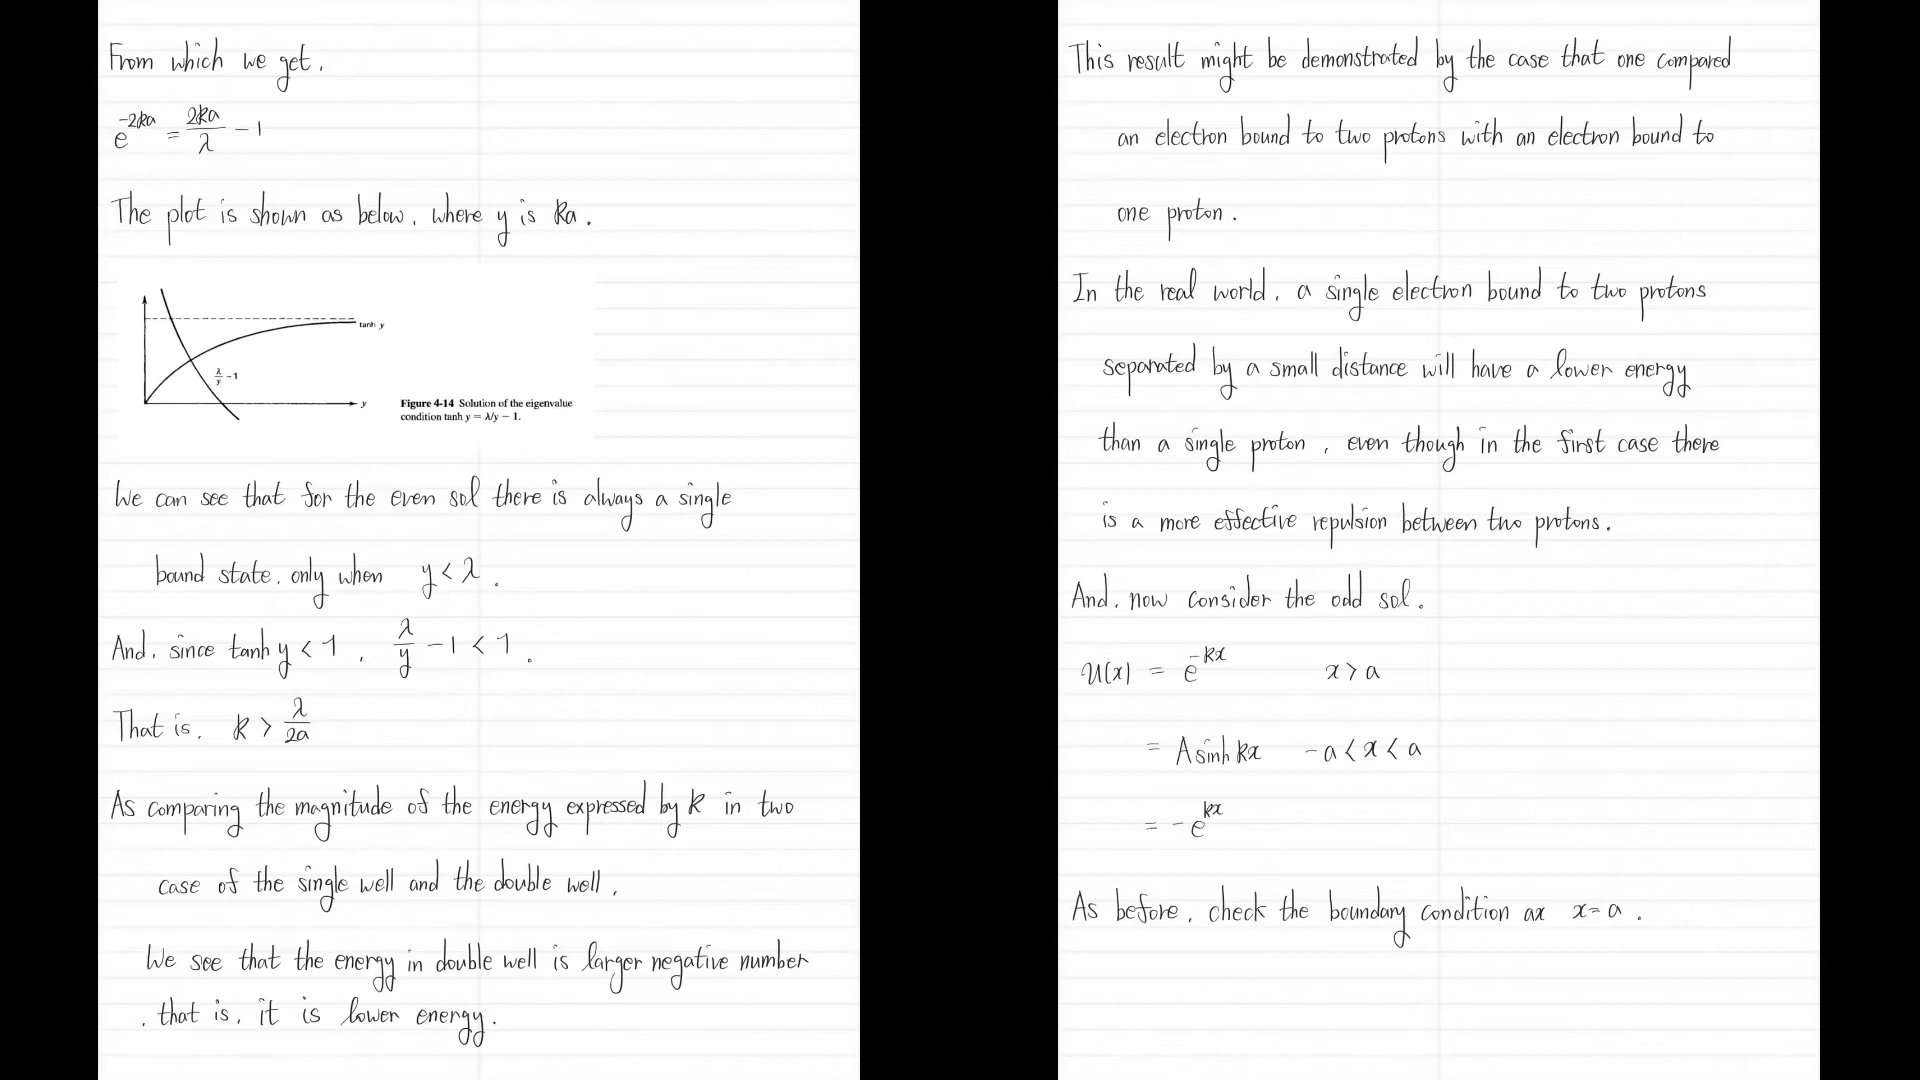 From which we get,
e^{-2ka} = \frac{2ka}{λ} - 1
The plot is shown as below, where y is ka.
tanh y
\frac{λ}{y} - 1
y
Figure 4-14 Solution of the eigenvalue
condition tanh y = λ/y − 1.
We can see that for the even sol there is always a single
bound state, only when y < λ.
And, since tanh y < 1, \frac{λ}{y} - 1 < 1.
That is, k > \frac{λ}{2a}
As comparing the magnitude of the energy expressed by k in two
case of the single well and the double well,
We see that the energy in double well is larger negative number
, that is, it is lower energy.
This result might be demonstrated by the case that one compared
an electron bound to two protons with an electron bound to
one proton.
In the real world, a single electron bound to two protons
separated by a small distance will have a lower energy
than a single proton, even though in the first case there
is a more effective repulsion between two protons.
And, now consider the odd sol.
u(x) = e^{-kx} x > a
= A sinh kx -a < x < a
= -e^{kx}
As before, check the boundary condition ax x=a.